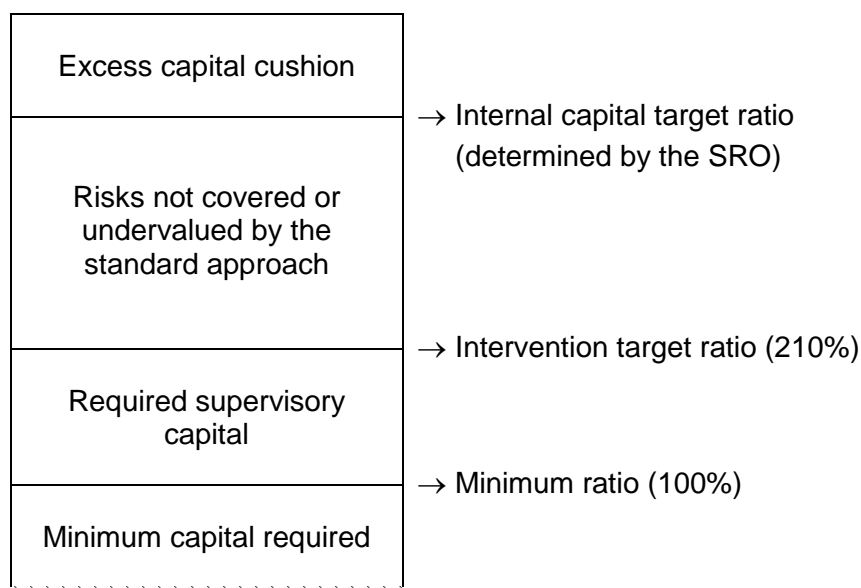 Excess capital cushion
→ Internal capital target ratio
(determined by the SRO)
Risks not covered or
undervalued by the
standard approach
→ Intervention target ratio (210%)
Required supervisory
capital
→ Minimum ratio (100%)
Minimum capital required